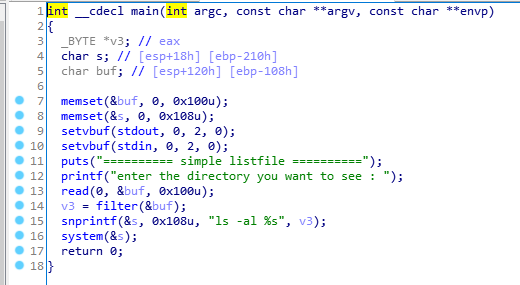 1 int __cdecl main(int argc, const char **argv, const char **envp)
2 {
3 _BYTE *v3; // eax
4 char s; // [esp+18h] [ebp-210h]
5 char buf; // [esp+120h] [ebp-108h]
6
7 memset(&buf, 0, 0x100u);
8 memset(&s, 0, 0x108u);
9 setvbuf(stdout, 0, 2, 0);
10 setvbuf(stdin, 0, 2, 0);
11 puts("========== simple listfile ==========");
12 printf("enter the directory you want to see : ");
13 read(0, &buf, 0x100u);
14 v3 = filter(&buf);
15 snprintf(&s, 0x108u, "ls -al %s", v3);
16 system(&s);
17 return 0;
18 }